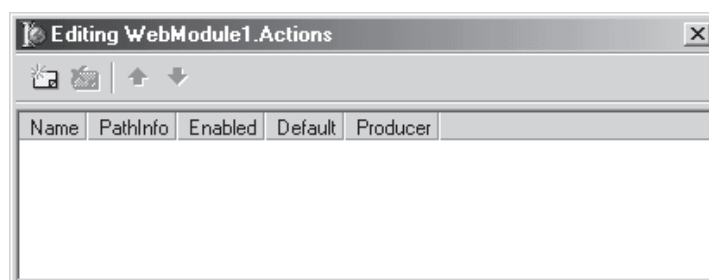 Editing WebModule1.Actions
Name PathInfo Enabled Default Producer